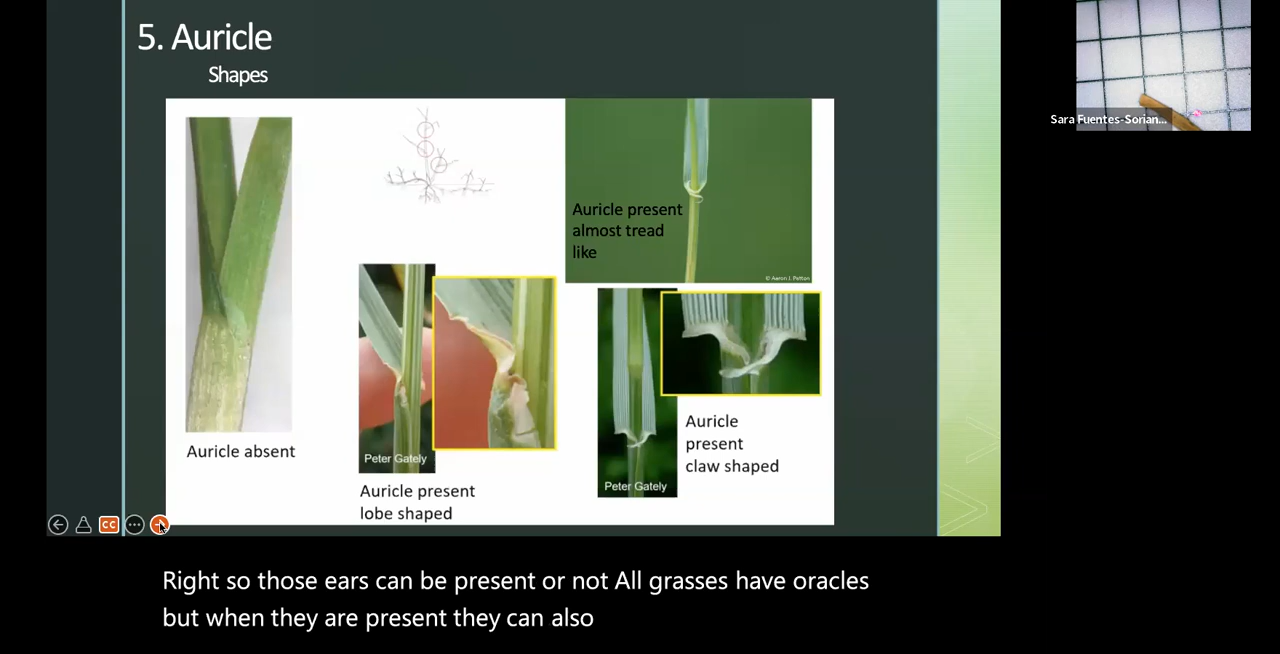 5. Auricle
Shapes
Sara Fuentes-Sorian...
Auricle present
almost tread
like
© Aaron J. Patton
Auricle absent
Peter Gately
Auricle present
lobe shaped
Auricle
present
claw shaped
Peter Gately
CC
Right so those ears can be present or not All grasses have oracles
but when they are present they can also